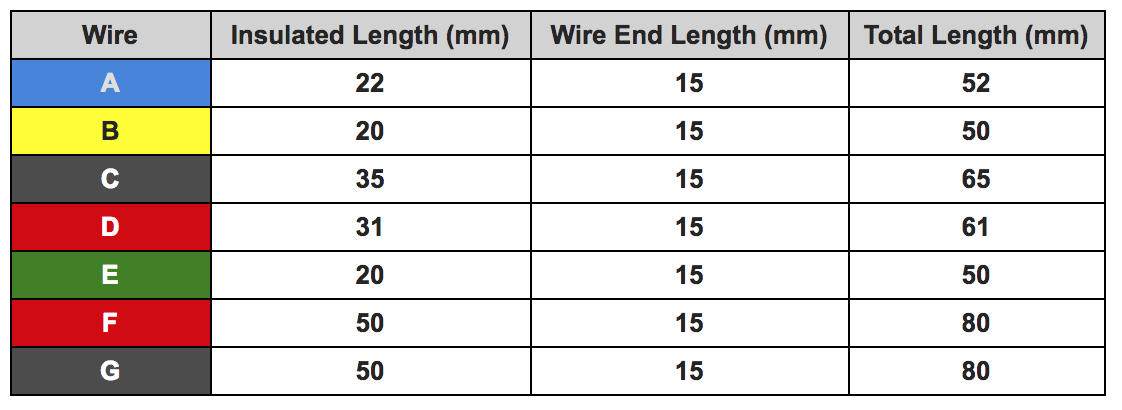 Wire Insulated Length (mm) Wire End Length (mm) Total Length (mm)
A 22 15 52
B 20 15 50
C 35 15 65
D 31 15 61
E 20 15 50
F 50 15 80
G 50 15 80